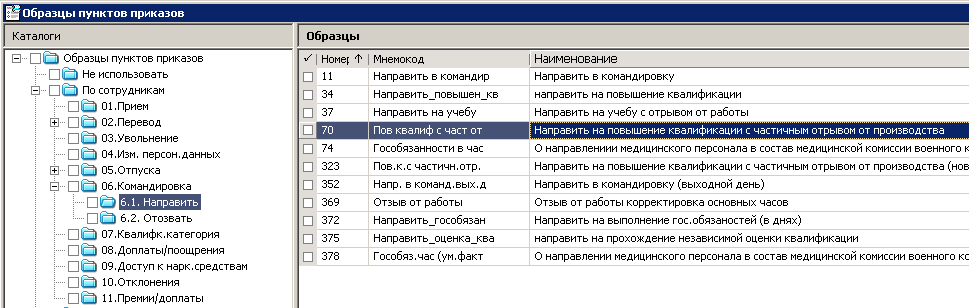 Образцы пунктов приказов
Каталоги
Образцы пунктов приказов
Не использовать
По сотрудникам
01.Прием
02.Перевод
03.Увольнение
04.Изм. персон.данных
05.Отпуска
06.Командировка
6.1. Направить
6.2. Отозвать
07.Квалифк.категория
08.Доплаты/поощрения
09.Доступ к нарк.средствам
10.Отклонения
11.Премии/доплаты
Образцы
Номер Мнемокод Наименование
11 Направить в командир Направить в командировку
34 Направить_повышен_кв направить на повышение квалификации
37 Направить на учебу Направить на учебу с отрывом от работы
70 Пов квалиф с част от Направить на повышение квалификации с частичным отрывом от производства
74 Гособязанности в час О направлениии медицинского персонала в состав медицинской комиссии военного к
323 Пов.к.с частичн.отр. Направить на повышение квалификации с частичным отрывом от производства (нов
352 Напр. в команд.вых.д Направить в командировку (выходной день)
369 Отзыв от работы Отзыв от работы корректировка основных часов
372 Направить_гособязан Направить на выполнение гос.обязаностей (в днях)
375 Направить_оценка_ква направить на прохождение независимой оценки квалификации
378 Гособяз.час (ум.факт О направлении медицинского персонала в состав медицинской комиссии военного ко